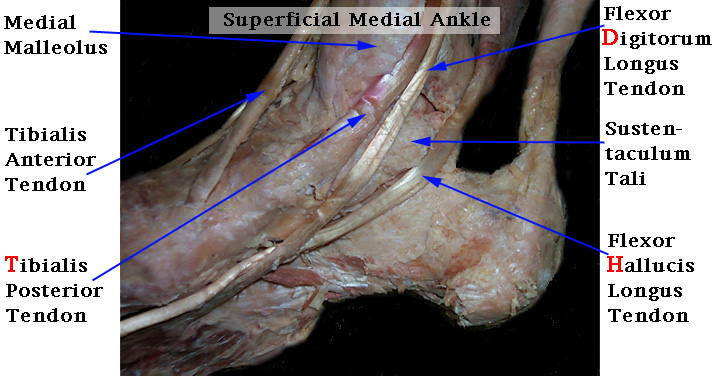 Superficial Medial Ankle
Medial
Malleolus
Tibialis
Anterior
Tendon
Tibialis
Posterior
Tendon
Flexor
Digitorum
Longus
Tendon
Susten-
taculum
Tali
Flexor
Hallucis
Longus
Tendon